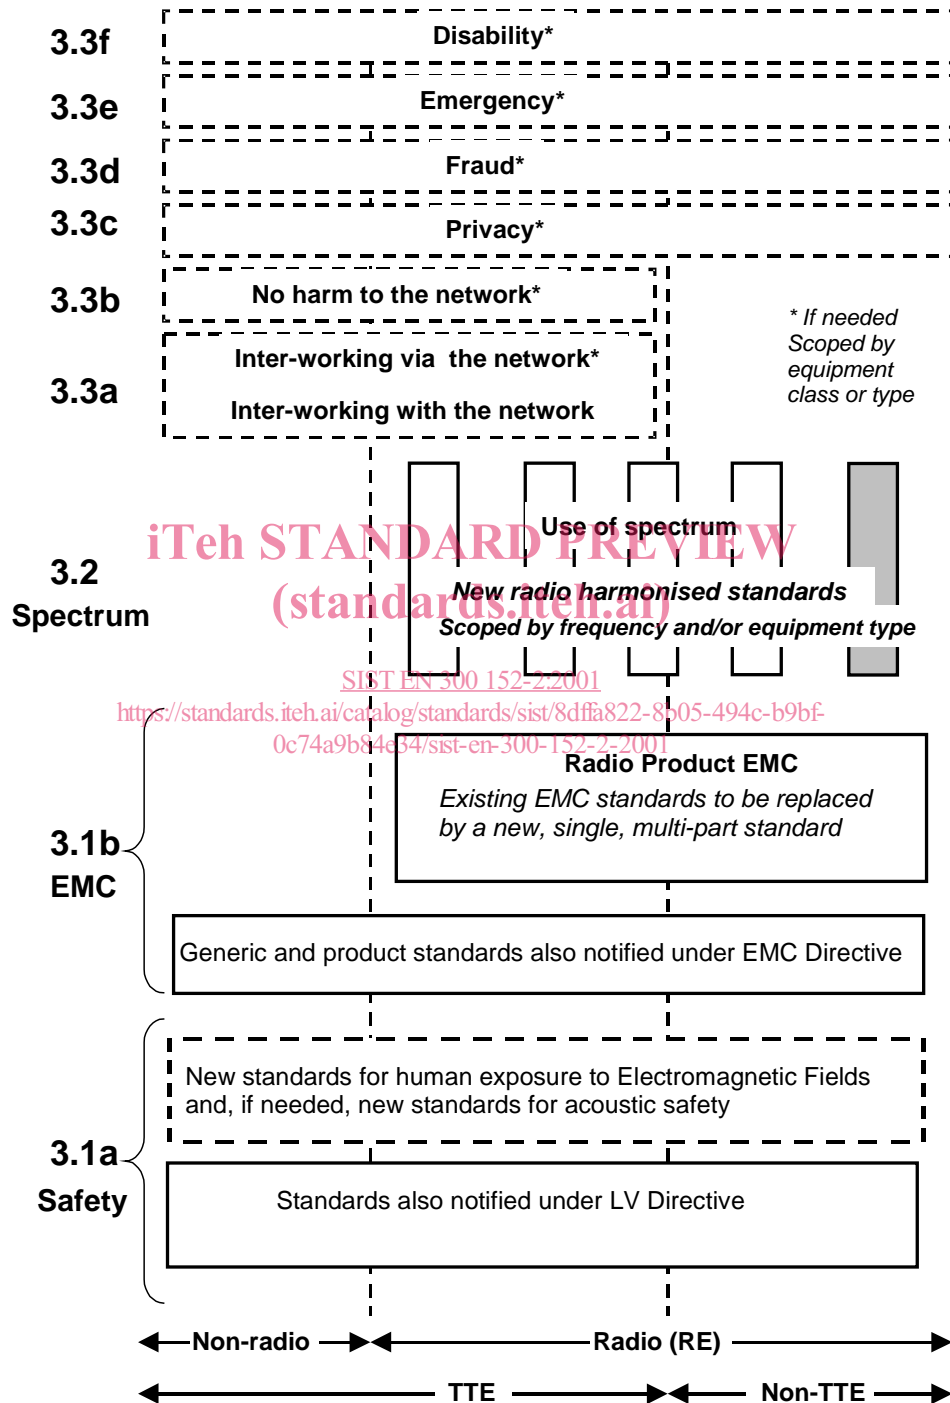 3.3f
Disability*
3.3e
Emergency*
3.3d
Fraud*
3.3c
Privacy*
3.3b
No harm to the network*
* If needed
Scoped by
equipment
class or type
3.3a
Inter-working via the network*
Inter-working with the network
Use of spectrum
iTeh STANDARD PREVIEW
3.2
Spectrum
New radio harmonised standards
(standards.iteh.ai)
Scoped by frequency and/or equipment type
SIST EN 300 152-2:2001
https://standards.iteh.ai/catalog/standards/sist/8dffa822-8b05-494c-b9bf-
0c74a9b84e34/sist-en-300-152-2-2001
Radio Product EMC
Existing EMC standards to be replaced
by a new, single, multi-part standard
3.1b
EMC
Generic and product standards also notified under EMC Directive
New standards for human exposure to Electromagnetic Fields
and, if needed, new standards for acoustic safety
3.1a
Safety
Standards also notified under LV Directive
Non-radio
Radio (RE)
TTE
Non-TTE